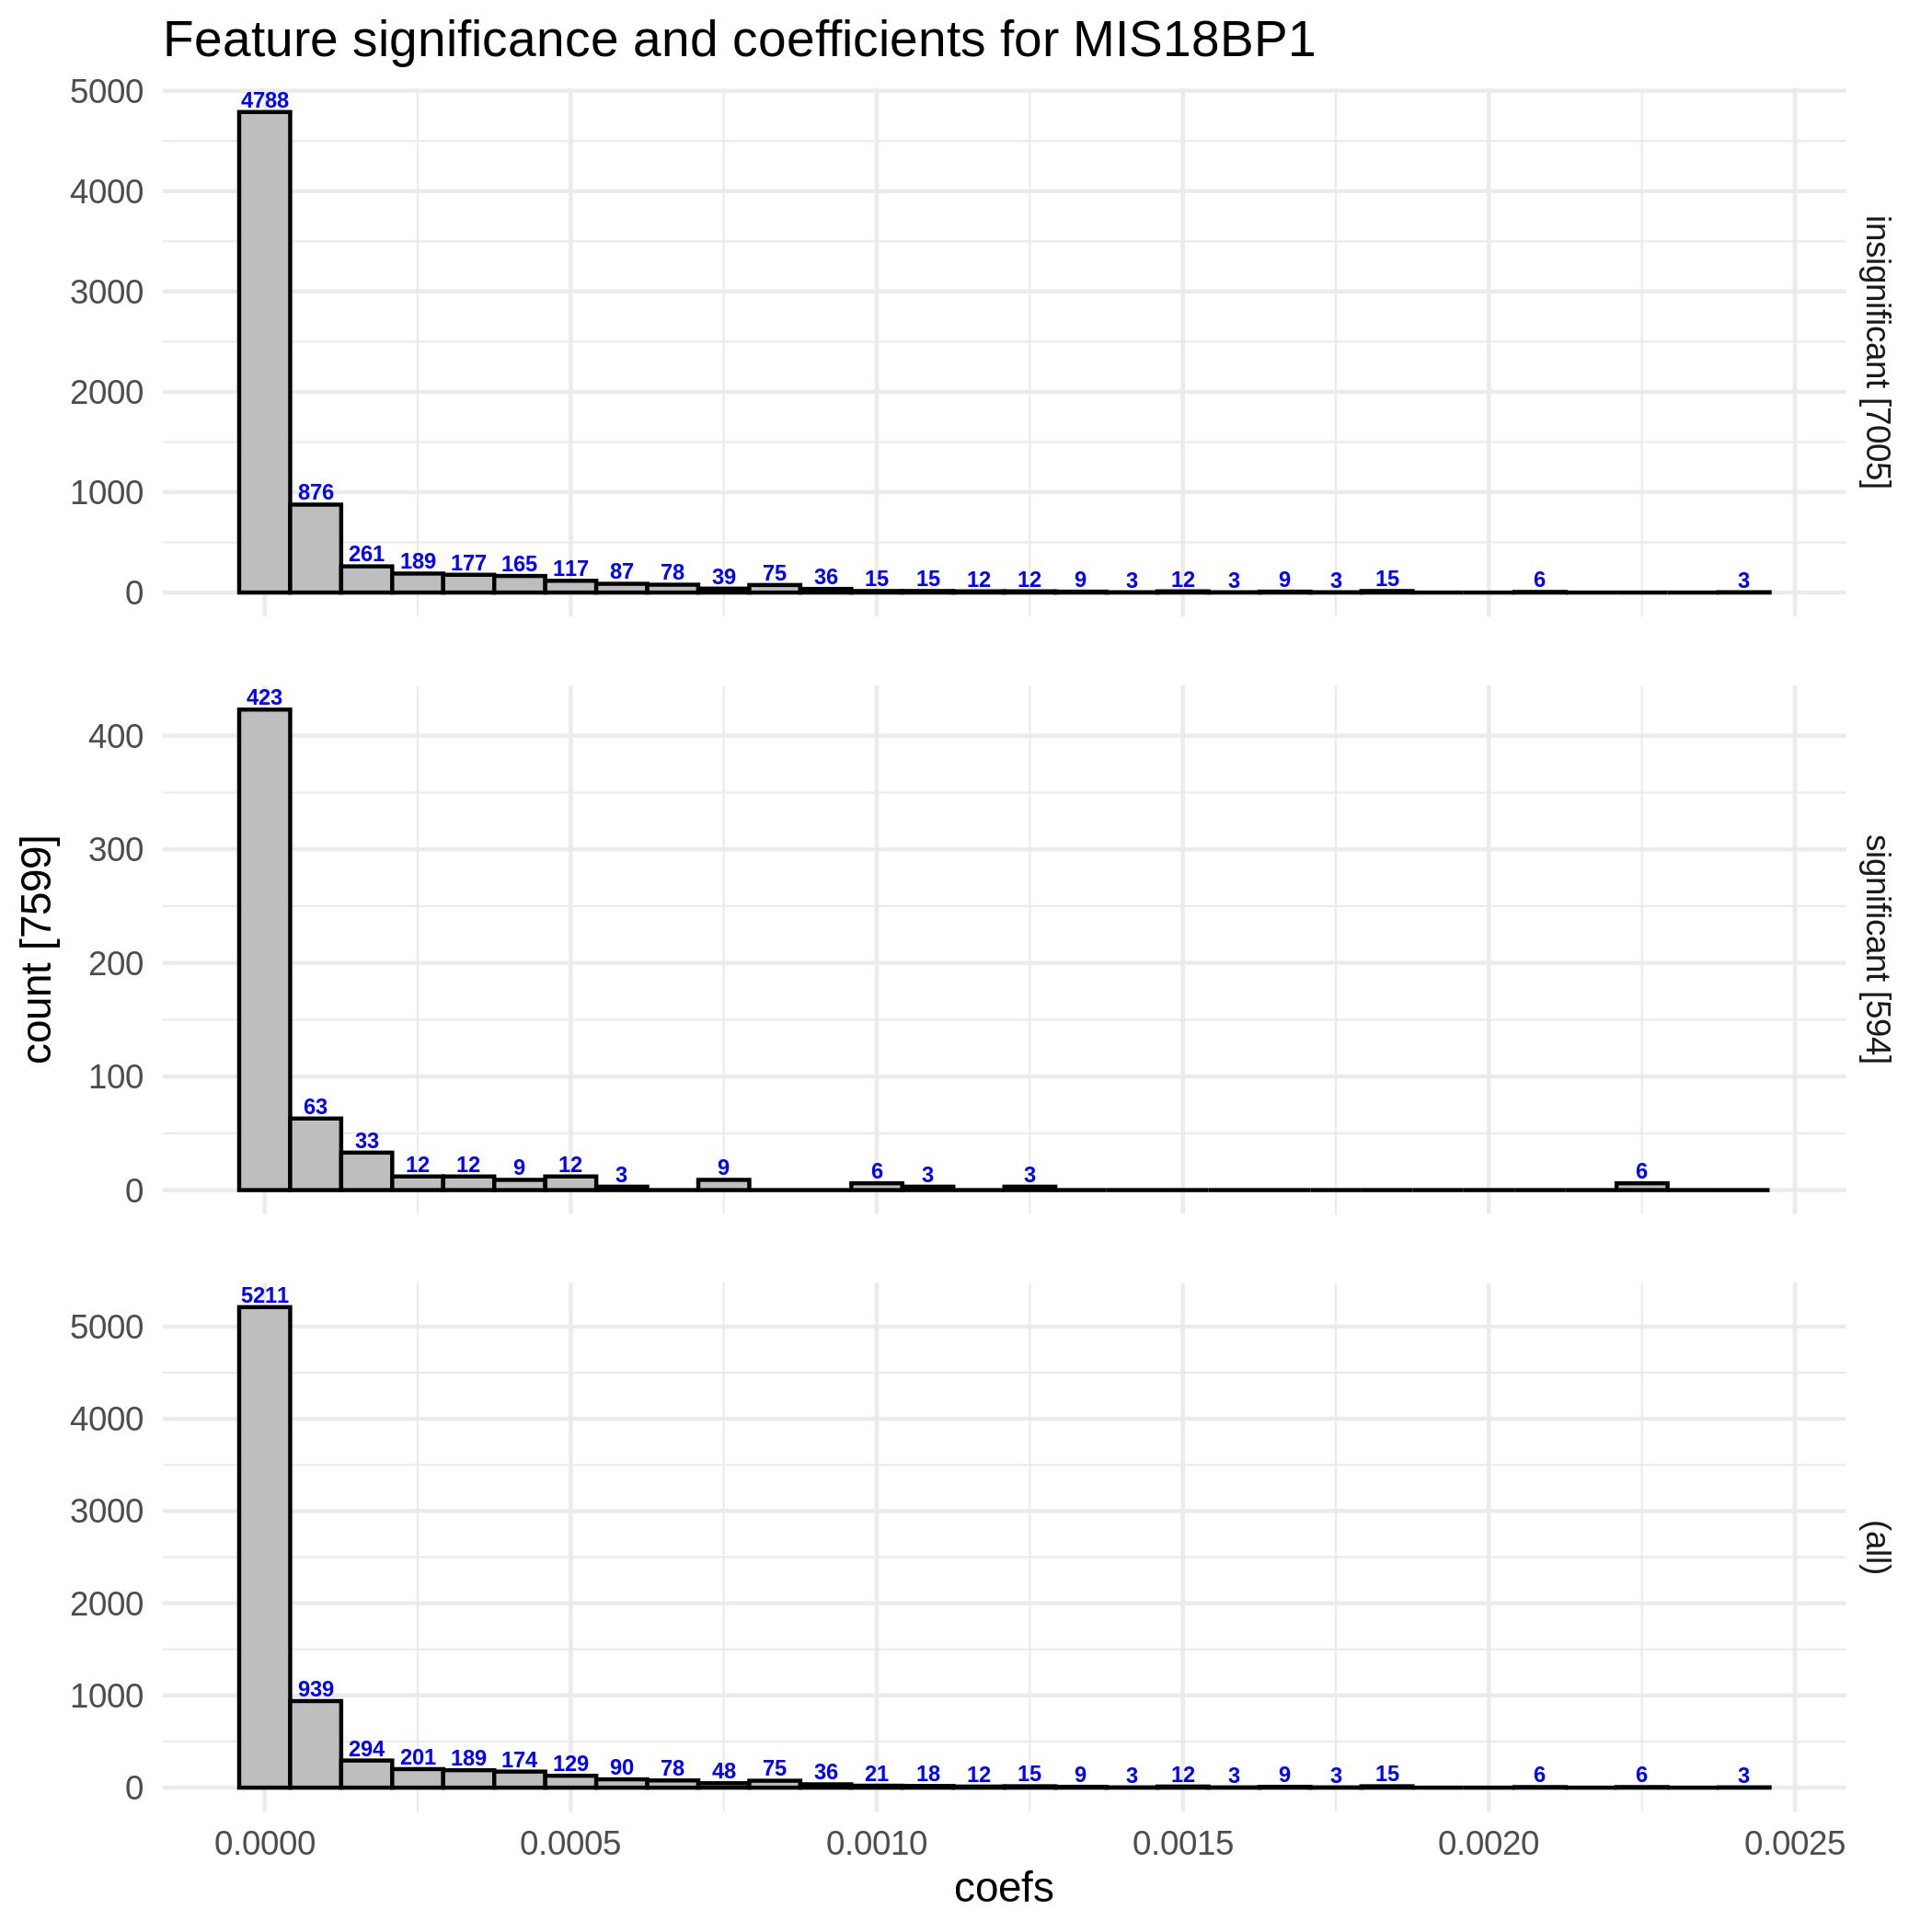 Feature significance and coefficients for MIS18BP1
5000
4000
3000
2000
1000
0
4788
876
261 189 177 165 117 87 78 39 75 36 15 15 12 12 9 3 12 3 9 3 15 6 3
insignificant [7005]
count [7599]
400
300
200
100
0
423
63
33
12 12 9 12 3 9 6 3 3 6
significant [594]
5000
4000
3000
2000
1000
0
5211
939
294 201 189 174 129 90 78 48 75 36 21 18 12 15 9 3 12 3 9 3 15 6 6 3
(all)
0.0000 0.0005 0.0010 0.0015 0.0020 0.0025
coefs